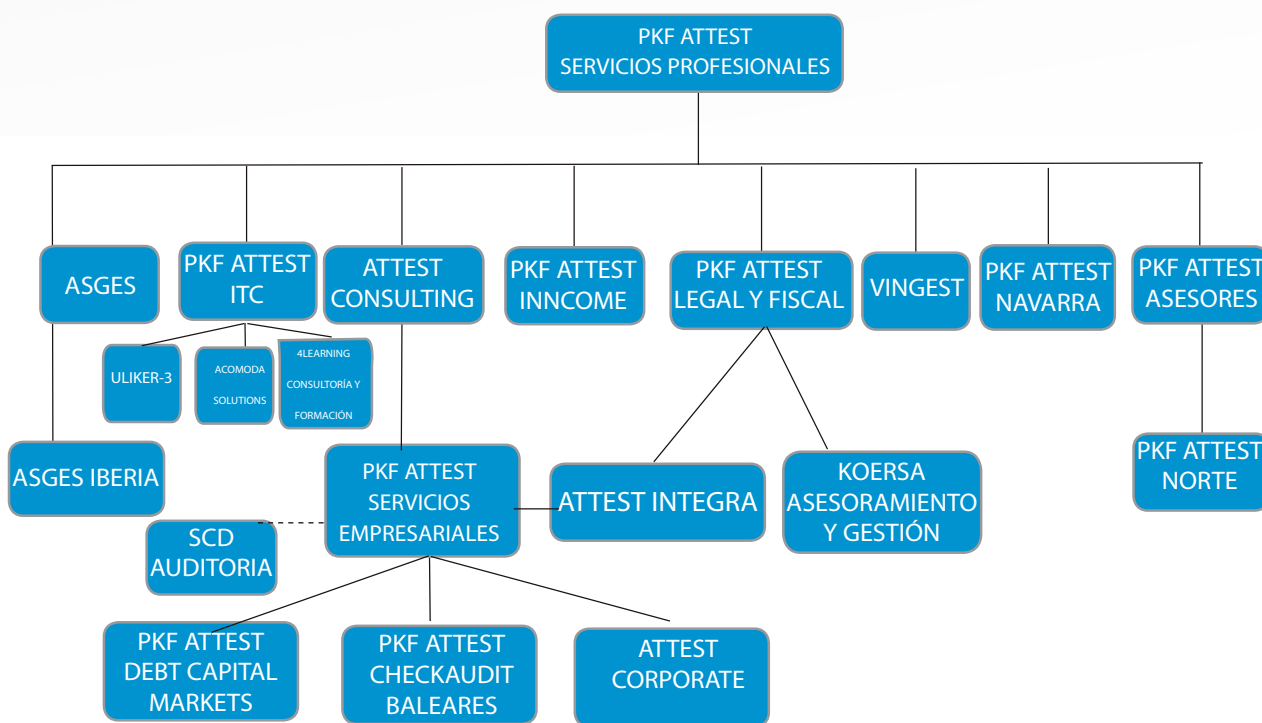 PKF ATTEST
SERVICIOS PROFESIONALES
ASGES
PKF ATTEST
ITC
ATTEST
CONSULTING
PKF ATTEST
INNCOME
PKF ATTEST
LEGAL Y FISCAL
VINGEST
PKF ATTEST
NAVARRA
PKF ATTEST
ASESORES
ULIKER-3
ACOMODA
SOLUTIONS
4LEARNING
CONSULTORÍA Y
FORMACIÓN
ASGES IBERIA
PKF ATTEST
SERVICIOS
EMPRESARIALES
ATTEST INTEGRA
KOERSA
ASESORAMIENTO
Y GESTIÓN
PKF ATTEST
NORTE
SCD
AUDITORIA
PKF ATTEST
DEBT CAPITAL
MARKETS
PKF ATTEST
CHECKAUDIT
BALEARES
ATTEST
CORPORATE